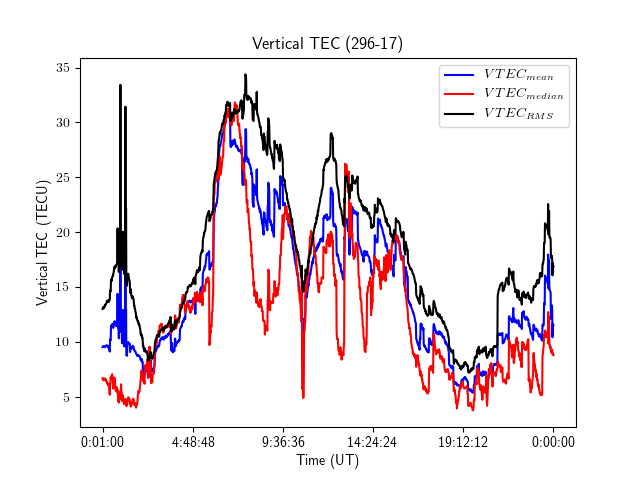 Vertical TEC (296-17)
VTEC_mean
VTEC_median
VTEC_RMS
Vertical TEC (TECU)
35
30
25
20
15
10
5
0:01:00 4:48:48 9:36:36 14:24:24 19:12:12 0:00:00
Time (UT)